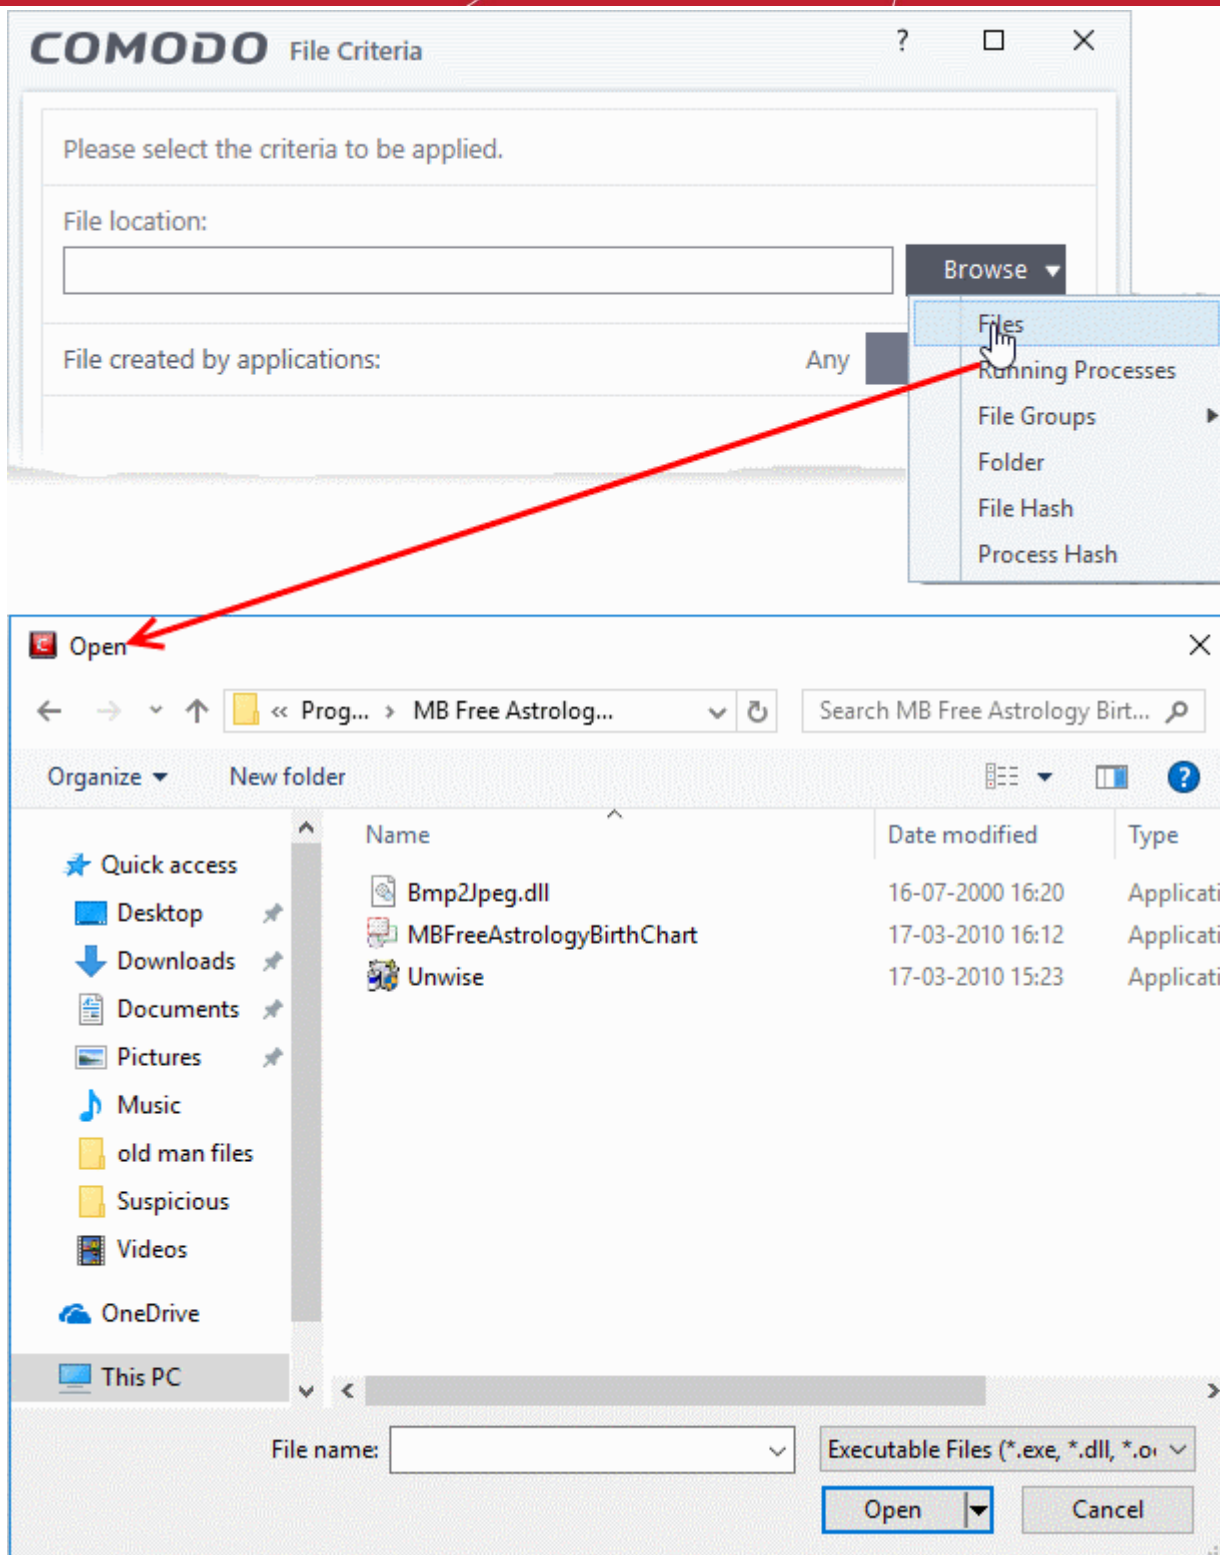 COMODO File Criteria ?
Please select the criteria to be applied.
File location:
Browse
Files
File created by applications: Any
Running Processes
File Groups
Folder
File Hash
Process Hash
Open
« Prog... › MB Free Astrolog... Search MB Free Astrology Birt...
Organize New folder ?
Name Date modified Type
Quick access
Bmp2Jpeg.dll 16-07-2000 16:20 Applicati
Desktop
MBFreeAstrologyBirthChart 17-03-2010 16:12 Applicati
Downloads
Unwise 17-03-2010 15:23 Applicati
Documents
Pictures
Music
old man files
Suspicious
Videos
OneDrive
This PC
File name: Executable Files (*.exe, *.dll, *.o
Open Cancel